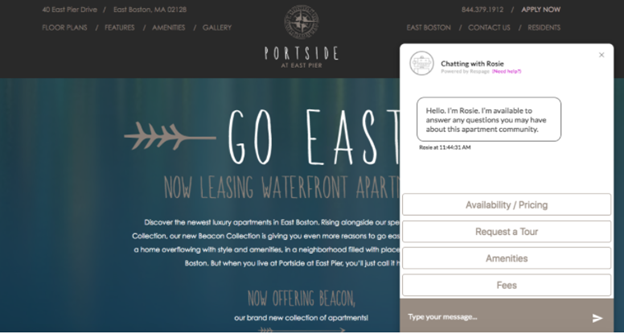 40 East Pier Drive / East Boston, MA 02128
844.379.1912 / APPLY NOW
FLOOR PLANS / FEATURES / AMENITIES / GALLERY
EAST BOSTON / CONTACT US / RESIDENTS
PORTSIDE
AT EAST PIER
GO EAS
NOW LEASING WATERFRONT APART
Discover the newest luxury apartments in East Boston. Rising alongside our spe
Collection, our new Beacon Collection is giving you even more reasons to go eas
a home overflowing with style and amenities, in a neighborhood filled with place
Boston. But when you live at Portside at East Pier, you'll just call it h
NOW OFFERING BEACON,
our brand new collection of apartments!
Chatting with Rosie
Powered by Respage (Need help?)
×
Hello. I'm Rosie. I'm available to
answer any questions you may have
about this apartment community.
Rosie at 11:44:31 AM
Availability / Pricing
Request a Tour
Amenities
Fees
Type your message...